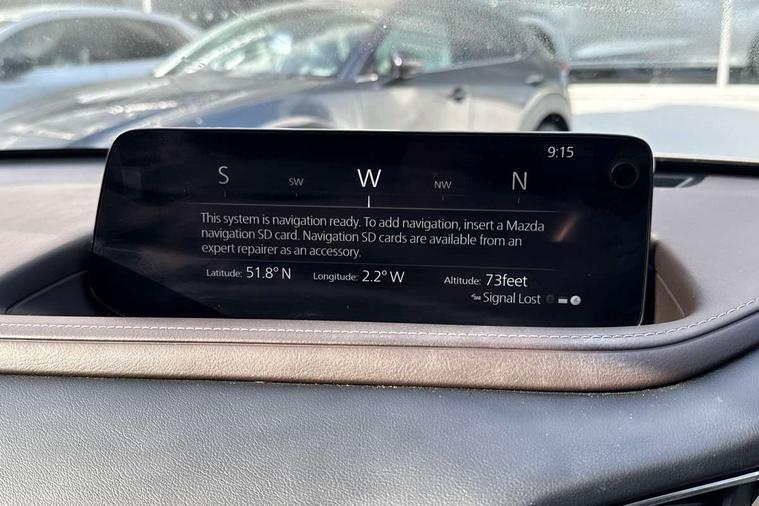 9:15
S SW W NW N
This system is navigation ready. To add navigation, insert a Mazda
navigation SD card. Navigation SD cards are available from an
expert repairer as an accessory.
Latitude: 51.8° N Longitude: 2.2° W Altitude: 73feet
Signal Lost